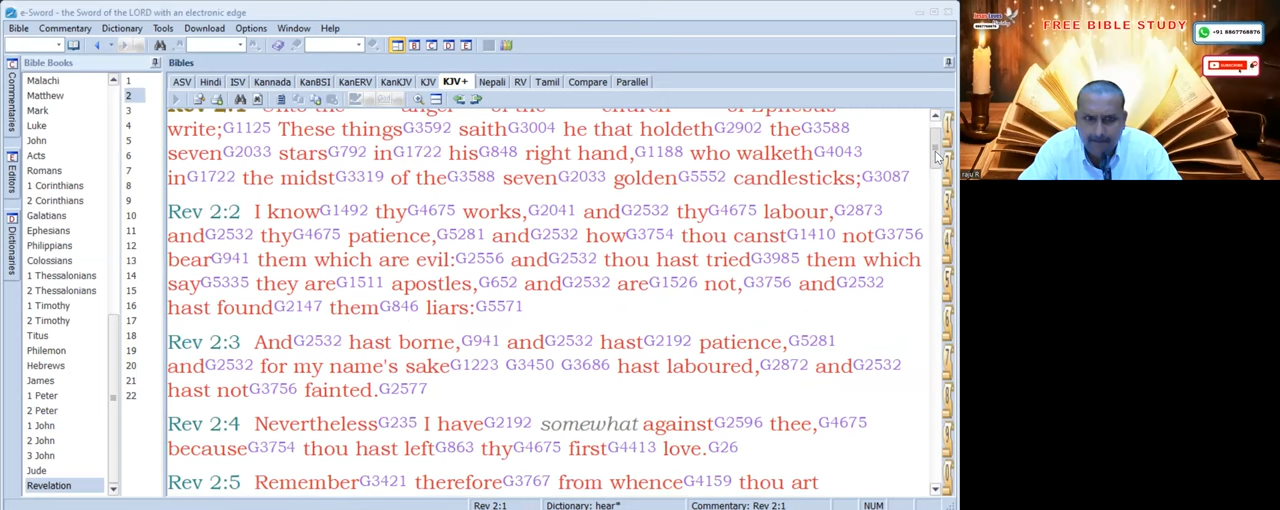 e-Sword - the Sword of the LORD with an electronic edge
Bible Commentary Dictionary Tools Download Options Window Help
B C D E
Bible Books
Malachi
Matthew
Mark
Luke
John
Acts
Romans
1 Corinthians
2 Corinthians
Galatians
Ephesians
Philippians
Colossians
1 Thessalonians
2 Thessalonians
1 Timothy
2 Timothy
Titus
Philemon
Hebrews
James
1 Peter
2 Peter
1 John
2 John
3 John
Jude
Revelation
1
2
3
4
5
6
7
8
9
10
11
12
13
14
15
16
17
18
19
20
21
22
Commentaries
Editors
Dictionaries
Bibles
ASV Hindi ISV Kannada KanBSI KanERV KanKJV KJV KJV+ Nepali RV Tamil Compare Parallel
write;G1125 These thingsG3592 saithG3004 he that holdethG2902 theG3588
sevenG2033 starsG792 inG1722 hisG848 right hand,G1188 who walkethG4043
inG1722 the midstG3319 of theG3588 sevenG2033 goldenG5552 candlesticks;G3087
Rev 2:2 I knowG1492 thyG4675 works,G2041 andG2532 thyG4675 labour,G2873
andG2532 thyG4675 patience,G5281 andG2532 howG3754 thou canstG1410 notG3756
bearG941 them which are evil:G2556 andG2532 thou hast triedG3985 them which
sayG5335 they areG1511 apostles,G652 andG2532 areG1526 not,G3756 andG2532
hast foundG2147 themG846 liars:G5571
Rev 2:3 AndG2532 hast borne,G941 andG2532 hastG2192 patience,G5281
andG2532 for my name's sakeG1223 G3450 G3686 hast laboured,G2872 andG2532
hast notG3756 fainted.G2577
Rev 2:4 NeverthelessG235 I haveG2192 somewhat againstG2596 thee,G4675
becauseG3754 thou hast leftG863 thyG4675 firstG4413 love.G26
Rev 2:5 RememberG3421 thereforeG3767 from whenceG4159 thou art
Rev 2:1 Dictionary: hear* Commentary: Rev 2:1 NUM
FREE BIBLE STUDY
+91 8867768876
SUBSCRIBE
raju R